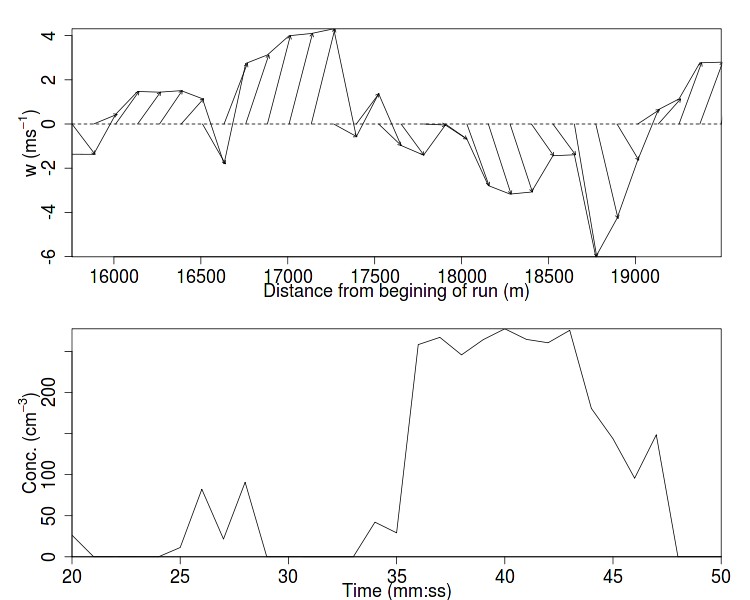 w (ms⁻¹)
4
2
0
2
-4
-6
16000 16500 17000 17500 18000 18500 19000
Distance from begining of run (m)
Conc. (cm⁻³)
200
100
50
0
20 25 30 35 40 45 50
Time (mm:ss)